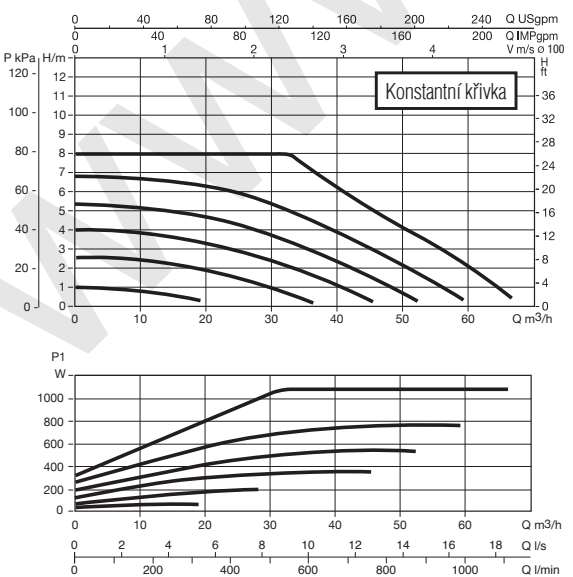 0 40 80 120 160 200 240 Q USgpm
0 40 80 120 160 200 Q IMPgpm
0 1 2 3 4 V m/s ø 100
P kPa H/m H
ft
120 12
Konstantní křivka
11 36
100 10 32
9 28
80 8 24
7
60 6 20
5 16
40 4 12
3
20 2 8
1 4
0 0 0
0 10 20 30 40 50 60 Q m3/h
P1
W
1000
800
600
400
200
0
0 10 20 30 40 50 60 Q m3/h
0 2 4 6 8 10 12 14 16 18 Q l/s
0 200 400 600 800 1000 Q l/min